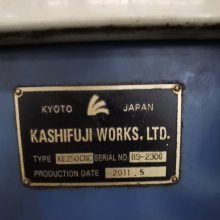 KYOTO JAPAN
KASHIFUJI WORKS, LTD.
TYPE KE250CNC SERIAL NO. BS-2306
PRODUCTION DATE 2011.5